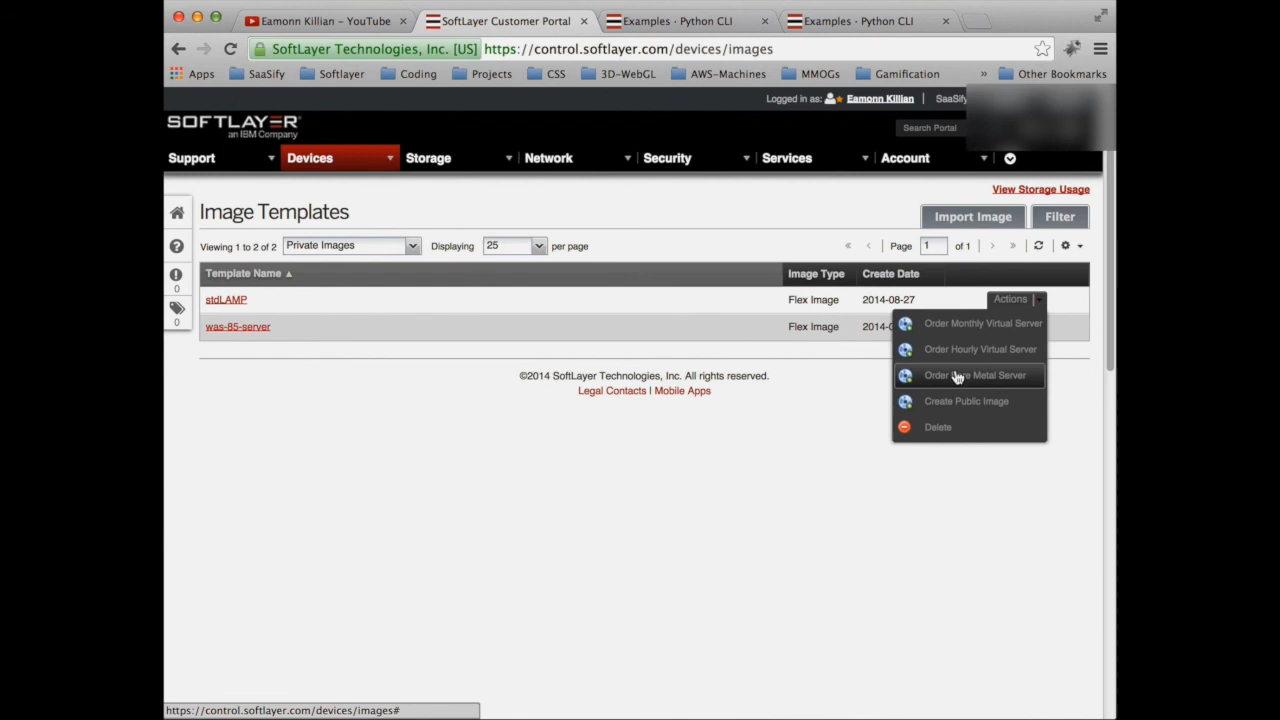 Eamonn Killian – YouTube × SoftLayer Customer Portal × Examples - Python CLI × Examples - Python CLI ×
SoftLayer Technologies, Inc. [US] https://control.softlayer.com/devices/images
Apps SaaSify Softlayer Coding Projects CSS 3D-WebGL AWS-Machines MMOGs Gamification » Other Bookmarks
Logged in as: Eamonn Killian | SaaSify
SOFTLAYER
an IBM Company
Search Portal
Support Devices Storage Network Security Services Account
View Storage Usage
Image Templates
Import Image Filter
Viewing 1 to 2 of 2 Private Images Displaying 25 per page « ‹ Page 1 of 1 › »
Template Name ▲ Image Type Create Date
0
stdLAMP Flex Image 2014-08-27 Actions
0
was-85-server Flex Image 2014-0
Order Monthly Virtual Server
Order Hourly Virtual Server
Order Bare Metal Server
Create Public Image
Delete
©2014 SoftLayer Technologies, Inc. All rights reserved.
Legal Contacts | Mobile Apps
https://control.softlayer.com/devices/images#